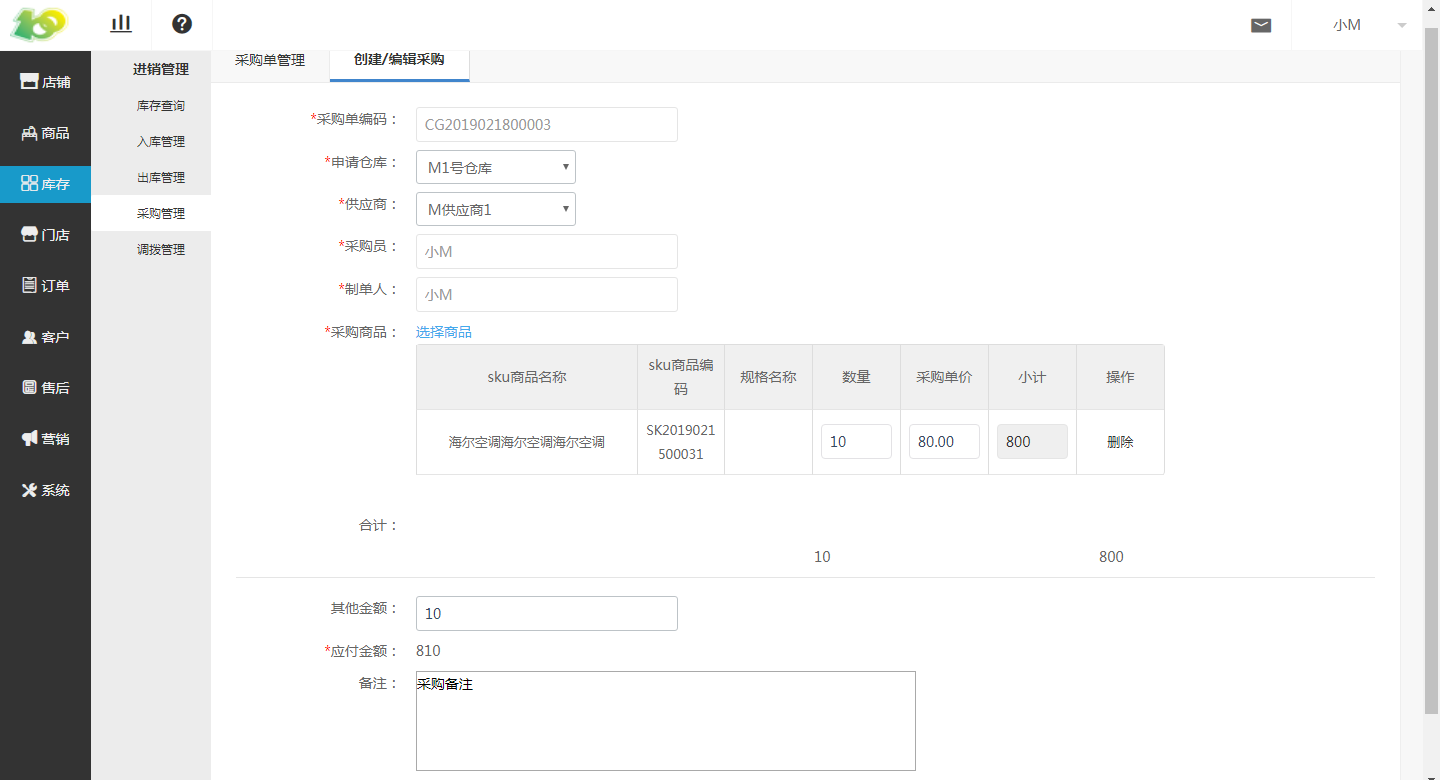 小M
店铺
商品
库存
门店
订单
客户
售后
营销
系统
进销管理
库存查询
入库管理
出库管理
采购管理
调拨管理
采购单管理
创建/编辑采购
*采购单编码：
CG2019021800003
*申请仓库：
M1号仓库
*供应商：
M供应商1
*采购员：
小M
*制单人：
小M
*采购商品：
选择商品
sku商品名称
sku商品编
码
规格名称
数量
采购单价
小计
操作
海尔空调海尔空调海尔空调
SK2019021
500031
10
80.00
800
删除
合计：
10
800
其他金额：
10
*应付金额：
810
备注：
采购备注